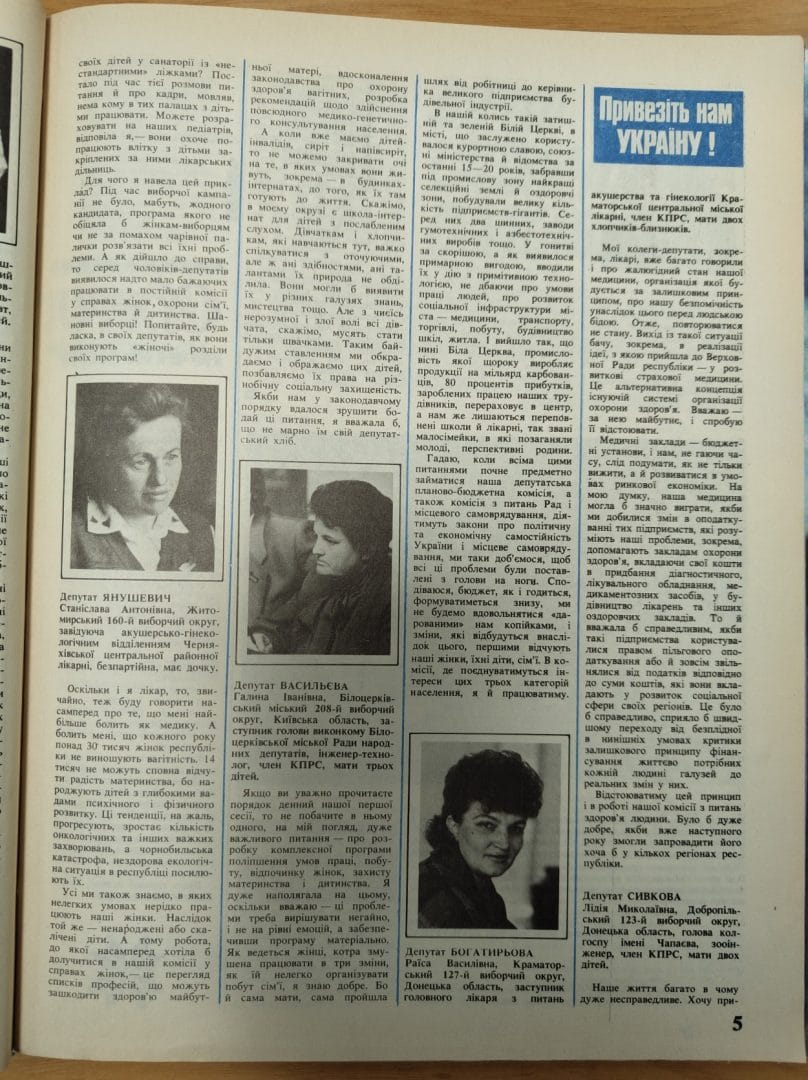 своїх дітей у санаторії із «не-
стандартними» ліжками? Пос-
тало під час тієї розмови пи-
тання й про кадри, мовляв,
нема кому в тих палацах з діть-
ми працювати. Можете розра-
ховувати на наших педіатрів,
відповіла я,— вони охоче по-
працюють влітку з дітьми за-
кріплених за ними лікарських
дільниць.
Для чого я навела цей прик-
лад? Під час виборчої кампа-
нії не було, мабуть, жодного
кандидата, програма якого не
обіцяла б жінкам-виборцям
чи не за помахом чарівної па-
лички розв'язати всі їхні проб-
леми. А як дійшло до справи,
то серед чоловіків-депутатів
виявилося надто мало бажаючих
працювати в постійній комісії
у справах жінок, охорони сім'ї,
материнства й дитинства. Ша-
новні виборці! Попитайте, будь
ласка, в своїх депутатів, як вони
виконують «жіночі» розділи
своїх програм!
Депутат ЯНУШЕВИЧ
Станіслава Антонівна, Жито-
мирський 160-й виборчий округ,
завідуюча акушерсько-гінеко-
логічним відділенням Черня-
хівської центральної районної
лікарні, безпартійна, має дочку.
Оскільки і я лікар, то, зви-
чайно, теж буду говорити на-
самперед про те, що мені най-
більше болить як медику. А
болить мені, що кожного року
понад 30 тисяч жінок республі-
ки не виношують вагітність. 14
тисяч не можуть сповна відчу-
ти радість материнства, бо на-
роджують дітей з глибокими ва-
дами психічного і фізичного
розвитку. Ці тенденції, на жаль,
прогресують, зростає кількість
онкологічних та інших важких
захворювань, а чорнобильська
катастрофа, нездорова екологіч-
на ситуація в республіці посилю-
ють їх.
Усі ми також знаємо, в яких
нелегких умовах нерідко пра-
цюють наші жінки. Наслідок
той же — ненароджені або ска-
лічені діти. А тому робота,
до якої насамперед хотіла б
долучитися в нашій комісії у
справах жінок,— це перегляд
списків професій, що можуть
зашкодити здоров'ю майбут-
ньої матері, вдосконалення
законодавства про охорону
здоров'я вагітних, розробка
рекомендацій щодо здійснення
повсюдного медико-генетично-
го консультування населення.
А коли вже маємо дітей-
інвалідів, сиріт і напівсиріт,
то не можемо закривати очі
на те, в яких умовах вони жи-
вуть, зокрема — в будинках-
інтернатах, до того, як їх там
готують до життя. Скажімо,
в моєму окрузі є школа-інтер-
нат для дітей з послабленим
слухом. Дівчаткам і хлопчи-
кам, які навчаються тут, важко
спілкуватися з оточуючими,
але ж ані здібностями, ані та-
лантами їх природа не обді-
лила. Вони могли б виявити
їх у різних галузях знань,
мистецтва тощо. Але з чиєїсь
нерозумної і злої волі всі дів-
чата, скажімо, мусять стати
тільки швачками. Таким бай-
дужим ставленням ми обкра-
даємо і ображаємо цих дітей,
позбавляємо їх права на різ-
нобічну соціальну захищеність.
Якби нам у законодавчому
порядку вдалося зрушити бо-
дай ці питання, я вважала б,
що не марно їм свій депутат-
ський хліб.
Депутат ВАСИЛЬЄВА
Галина Іванівна, Білоцерків-
ський міський 208-й виборчий
округ, Київська область, за-
ступник голови виконкому Біло-
церківської міської Ради народ-
них депутатів, інженер-техно-
лог, член КПРС, мати трьох
дітей.
Якщо ви уважно прочитаєте
порядок денний нашої першої
сесії, то не побачите в ньому
одного, на мій погляд, дуже
важливого питання — про роз-
робку комплексної програми
поліпшення умов праці, побу-
ту, відпочинку жінок, захисту
материнства і дитинства. Я
дуже наполягала на цьому,
оскільки вважаю — ці пробле-
ми треба вирішувати негайно,
і не на рівні емоцій, а забезпе-
чивши програму матеріально.
Як ведеться жінці, котра зму-
шена працювати в три зміни,
як їй нелегко організувати
побут сім'ї, я знаю добре. Бо
й сама мати, сама пройшла
шлях від робітниці до керівни-
ка великого підприємства бу-
дівельної індустрії.
В нашій колись такій затиш-
ній та зеленій Білій Церкві, в
місті, що заслужено користу-
валося курортною славою, союз-
ні міністерства й відомства за
останні 15—20 років, забравши
під промислову зону найкращі
селекційні землі й оздоровчі
зони, побудували велику кіль-
кість підприємств-гігантів. Се-
ред них два шинних, заводи
гумотехнічних і азбестотехніч-
них виробів тощо. У гонитві
за скорішою, а як виявилося
примарною вигодою, вводили
їх у дію з примітивною техно-
логією, не дбаючи про умови
праці людей, про розвиток
соціальної інфраструктури мі-
ста — медицини, транспорту,
торгівлі, побуту, будівництво
шкіл, житла. І вийшло так, що
нині Біла Церква, промисло-
вість якої щороку виробляє
продукції на мільярд карбован-
ців, 80 процентів прибутків,
зароблених працею наших тру-
дівників, перераховує в центр,
а нам же лишаються переповне-
нені школи й лікарні, так звані
малосімейки, в які позаганяли
молоді, перспективні родини.
Гадаю, коли всіма цими
питаннями почне предметно
займатися наша депутатська
планово-бюджетна комісія, а
також комісія з питань Рад і
місцевого самоврядування, дія-
тимуть закони про політичну
та економічну самостійність
України і місцеве самовряду-
вання, ми таки доб'ємося, щоб
всі ці проблеми були постав-
лені з голови на ноги. Спо-
діваюся, бюджет, як і годиться,
формуватиметься знизу, ми
не будемо вдовольнятися «да-
рованими» нам копійками, і
зміни, які відбудуться внаслі-
док цього, першими відчують
наші жінки, їхні діти, сім'ї. В ко-
місії, де поєднуватимуться ін-
тереси цих трьох категорій
населення, я й працюватиму.
Депутат БОГАТИРЬОВА
Раїса Василівна, Краматор-
ський 127-й виборчий округ,
Донецька область, заступник
головного лікаря з питань
Привезіть нам
УКРАЇНУ !
акушерства та гінекології Кра-
маторської центральної міської
лікарні, член КПРС, мати двох
хлопчиків-близнюків.
Мої колеги-депутати, зокре-
ма, лікарі, вже багато говорили
і про жалюгідний стан нашої
медицини, організація якої бу-
дується за залишковим прин-
ципом, про нашу безпомічність
унаслідок цього перед людською
бідою. Отже, повторюватися
не стану. Вихід із такої ситуації
бачу, зокрема, в реалізації
ідеї, з якою прийшла до Верхов-
ної Ради республіки — у роз-
виткові страхової медицини.
Це альтернативна концепція
існуючій системі організації
охорони здоров'я. Вважаю —
за нею майбутнє, і спробую
її відстоювати.
Медичні заклади — бюджет-
ні установи, і нам, не гаючи ча-
су, слід подумати, як не тільки
вижити, а й розвиватися в умо-
вах ринкової економіки. На
мою думку, наша медицина
могла б значно виграти, якби
ми добилися змін в оподатку-
ванні тих підприємств, які розу-
міють наші проблеми, зокрема,
допомагають закладам охорони
здоров'я, вкладаючи свої кошти
в придбання діагностичного,
лікувального обладнання, ме-
дикаментозних засобів, у бу-
дівництво лікарень та інших
оздоровчих закладів. То й
вважала б справедливим, якби
такі підприємства користува-
лися правом пільгового опо-
даткування або й зовсім звіль-
нялися від податків відповідно
до суми коштів, які вони вкла-
дають у розвиток соціальної
сфери своїх регіонів. Це було
б справедливо, сприяло б швид-
шому переходу від безплідної
в нинішніх умовах критики
залишкового принципу фінан-
сування життєво потрібних
кожній людині галузей до
реальних змін у них.
Відстоюватиму цей принцип
і в роботі нашої комісії з питань
здоров'я людини. Було б дуже
добре, якби вже наступного
року змогли запровадити його
хоча б у кількох регіонах рес-
публіки.
Депутат СИВКОВА
Лідія Миколаївна, Добропіль-
ський 123-й виборчий округ,
Донецька область, голова кол-
госпу імені Чапаєва, зооін-
женер, член КПРС, мати двох
дітей.
Наше життя багато в чому
дуже несправедливе. Хочу при-
5